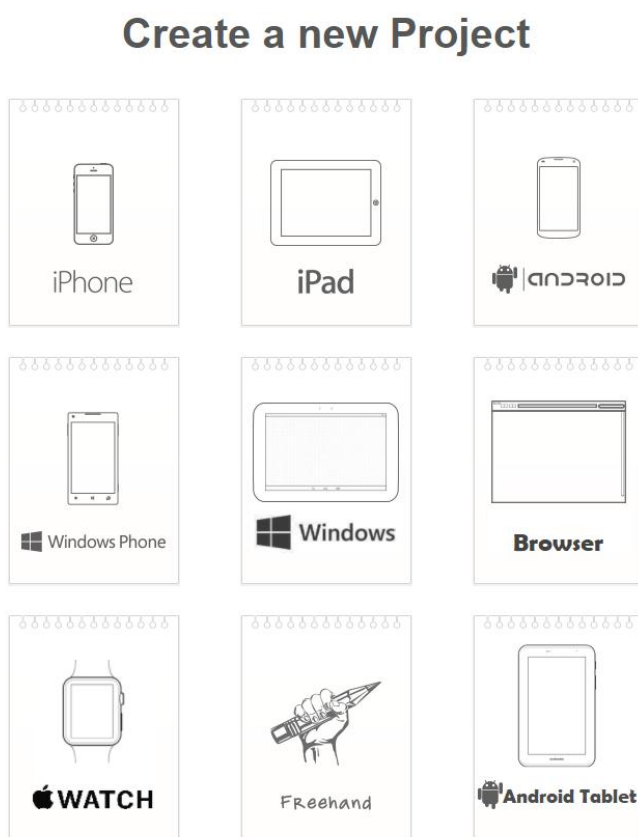 Create a new Project
iPhone
iPad
ANDROID
Windows Phone
Windows
Browser
WATCH
FReehand
Android Tablet